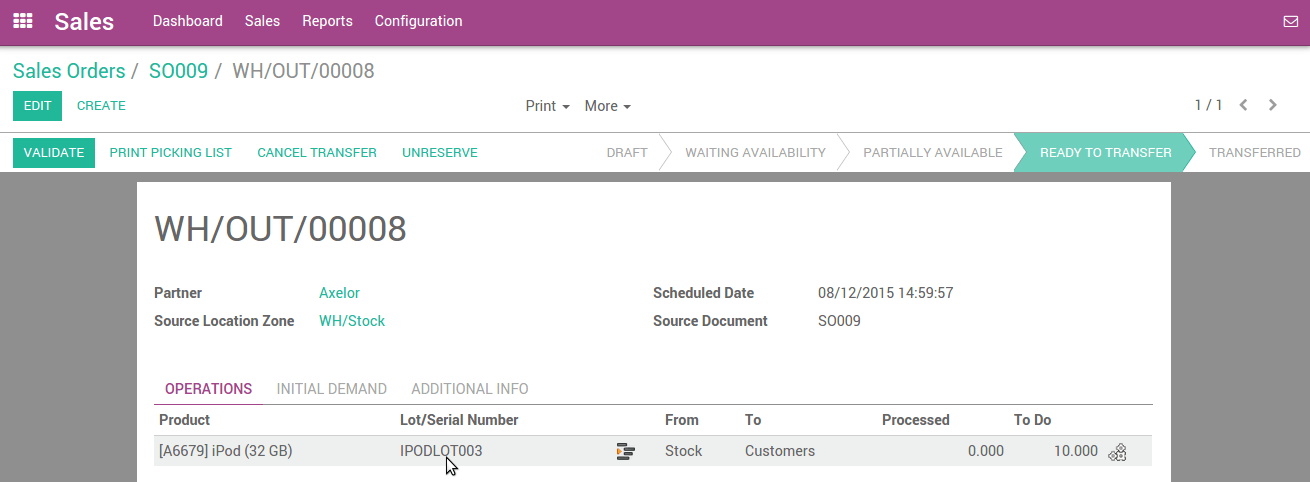 Sales Dashboard Sales Reports Configuration
Sales Orders / SO009 / WH/OUT/00008
EDIT CREATE Print More 1 / 1
VALIDATE PRINT PICKING LIST CANCEL TRANSFER UNRESERVE DRAFT WAITING AVAILABILITY PARTIALLY AVAILABLE READY TO TRANSFER TRANSFERRED
WH/OUT/00008
Partner Axelor Scheduled Date 08/12/2015 14:59:57
Source Location Zone WH/Stock Source Document SO009
OPERATIONS INITIAL DEMAND ADDITIONAL INFO
Product Lot/Serial Number From To Processed To Do
[A6679] iPod (32 GB) IPODLOT003 Stock Customers 0.000 10.000